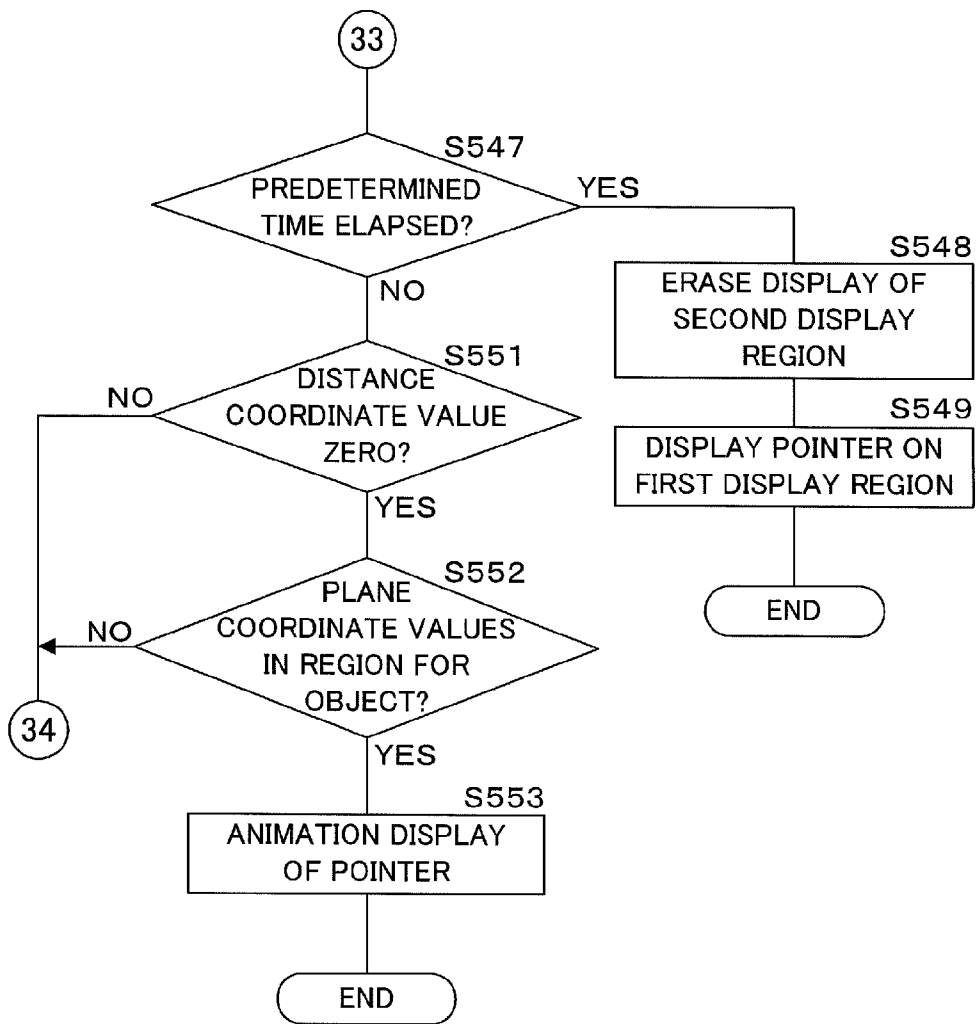 33
S547
PREDETERMINED
TIME ELAPSED?
YES
NO
S548
ERASE DISPLAY OF
SECOND DISPLAY
REGION
S549
DISPLAY POINTER ON
FIRST DISPLAY REGION
END
S551
DISTANCE
COORDINATE VALUE
ZERO?
NO
YES
S552
PLANE
COORDINATE VALUES
IN REGION FOR
OBJECT?
NO
34
YES
S553
ANIMATION DISPLAY
OF POINTER
END